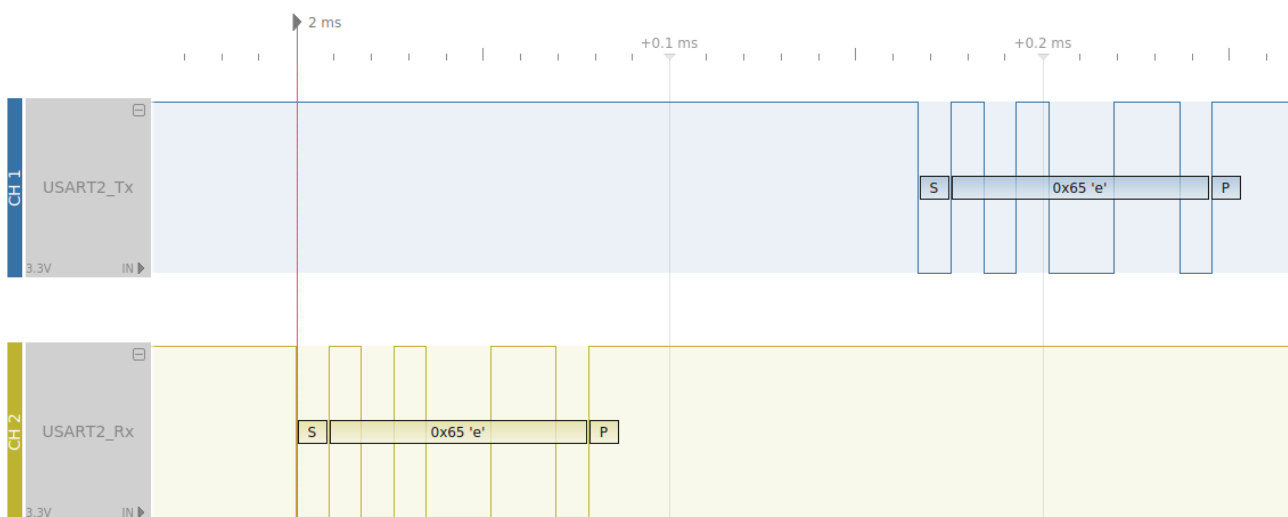 2 ms
+0.1 ms
+0.2 ms
CH 1
USART2_Tx
S
0x65 'e'
P
3.3V
IN
CH 2
USART2_Rx
S
0x65 'e'
P
3.3V
IN